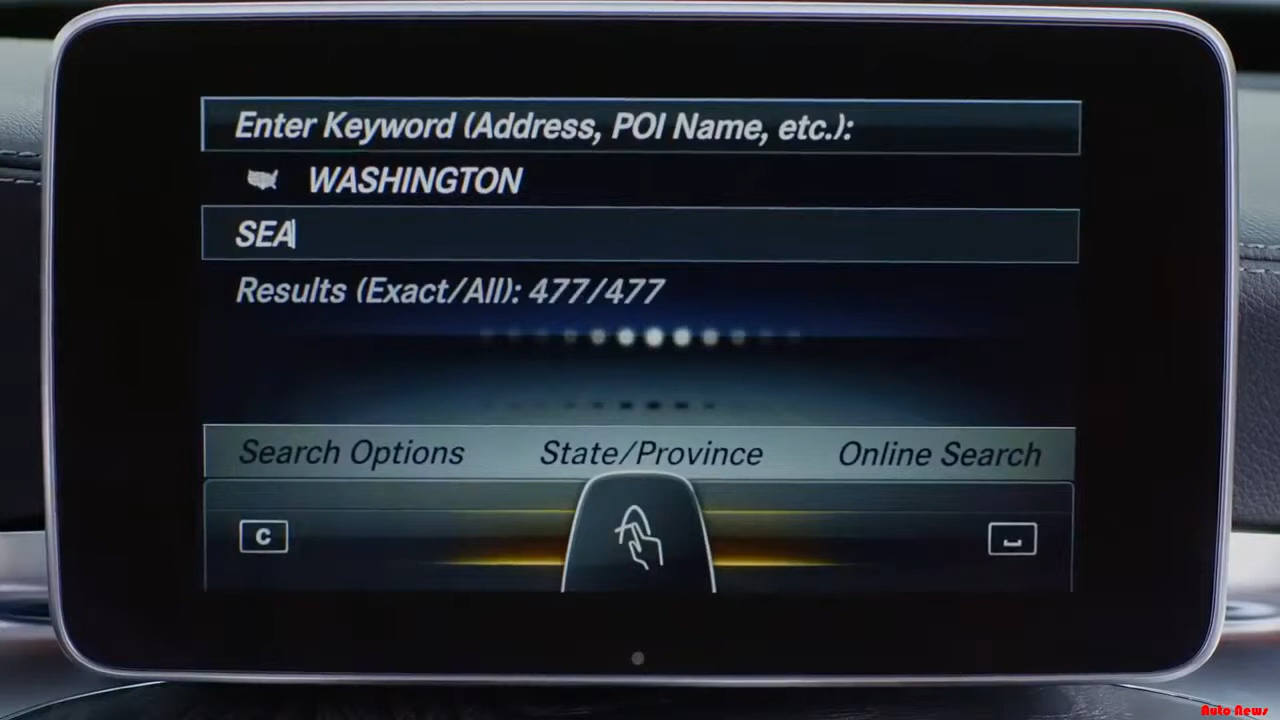 Enter Keyword (Address, POI Name, etc.):
WASHINGTON
SEA
Results (Exact/All): 477/477
Search Options State/Province Online Search
C
Auto News